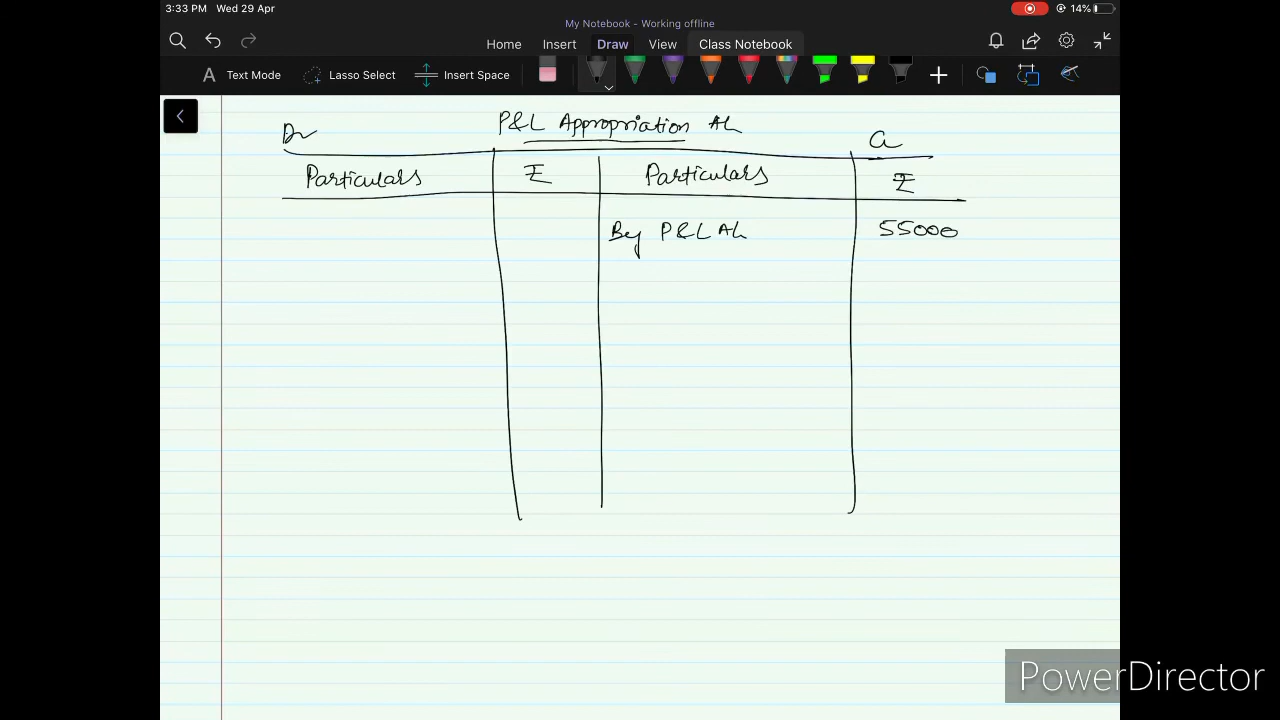 3:33 PM Wed 29 Apr
14%
My Notebook - Working offline
Home Insert Draw View Class Notebook
Text Mode Lasso Select Insert Space
P&L Appropriation A/c
Dr Cr
Particulars ₹ Particulars ₹
By P&L A/c 55000
PowerDirector